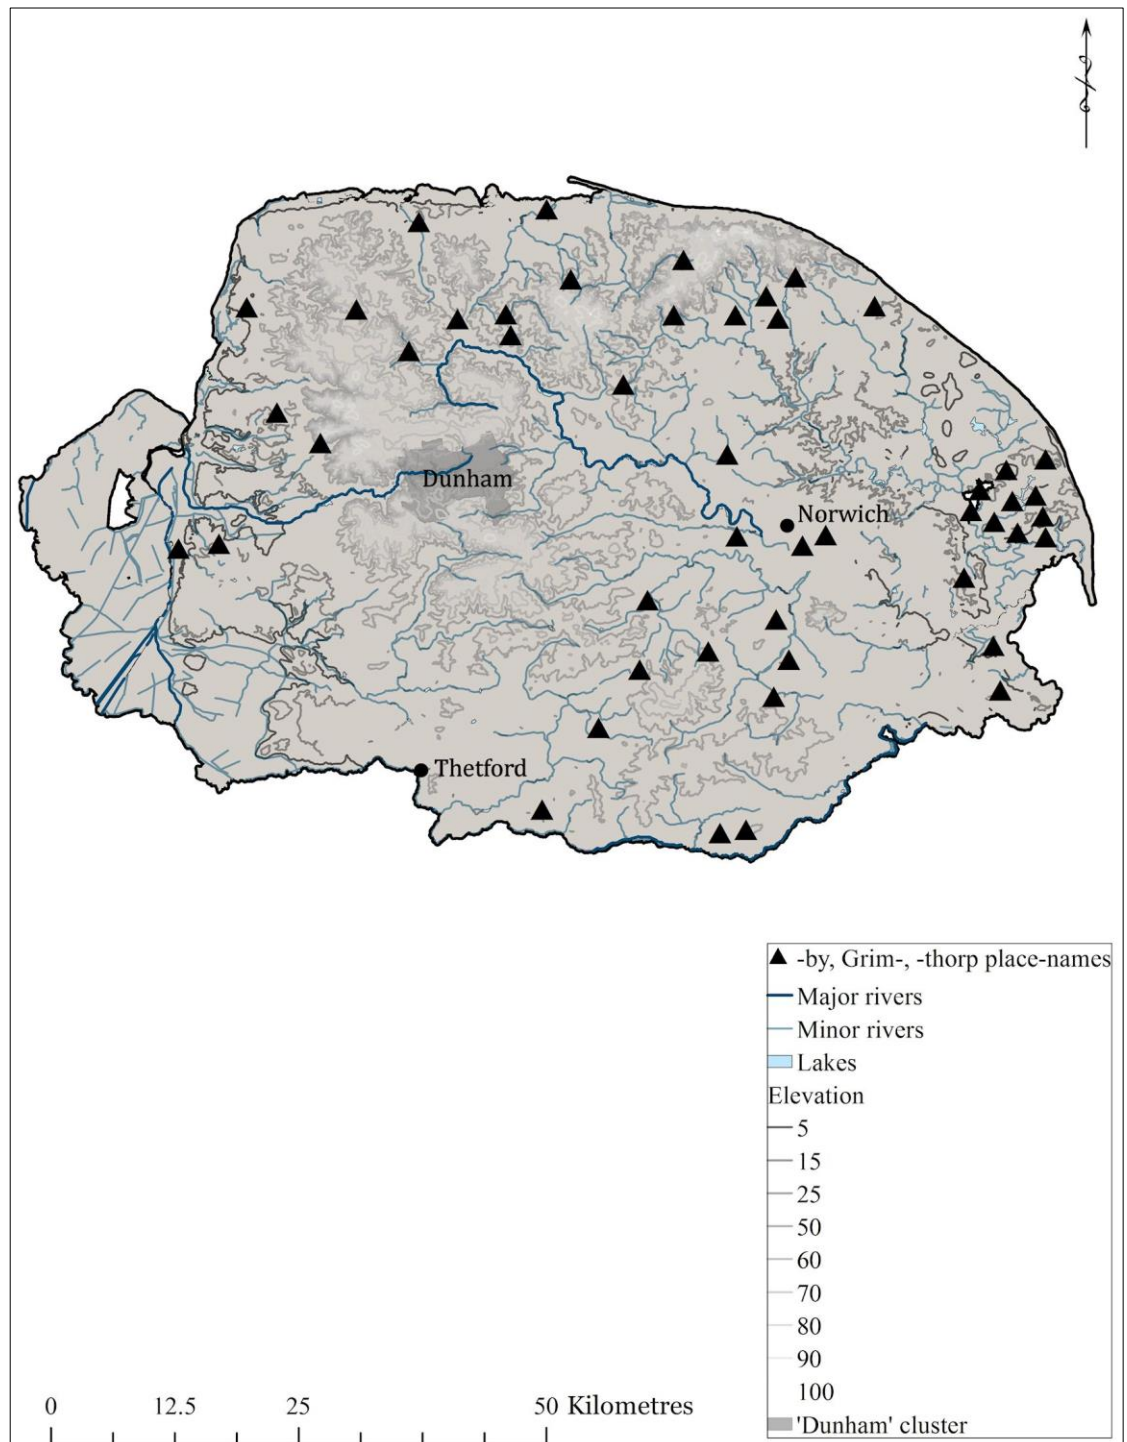 Dunham
Norwich
Thetford
-by, Grim-, -thorp place-names
Major rivers
Minor rivers
Lakes
Elevation
5
15
25
50
60
70
80
90
100
'Dunham' cluster
0 12.5 25 50 Kilometres